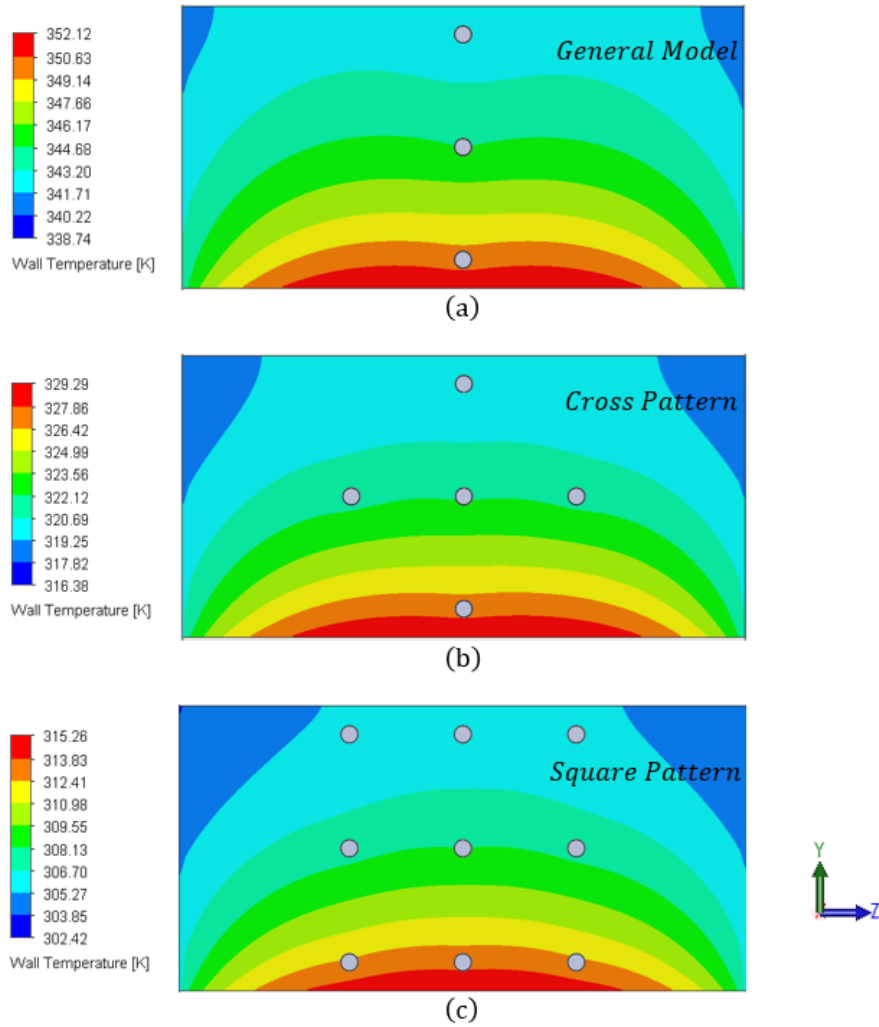 352.12
350.63
349.14
347.66
346.17
344.68
343.20
341.71
340.22
338.74
Wall Temperature [K]
General Model
(a)
329.29
327.86
326.42
324.99
323.56
322.12
320.69
319.25
317.82
316.38
Wall Temperature [K]
Cross Pattern
(b)
315.26
313.83
312.41
310.98
309.55
308.13
306.70
305.27
303.85
302.42
Wall Temperature [K]
Square Pattern
(c)
Y
Z